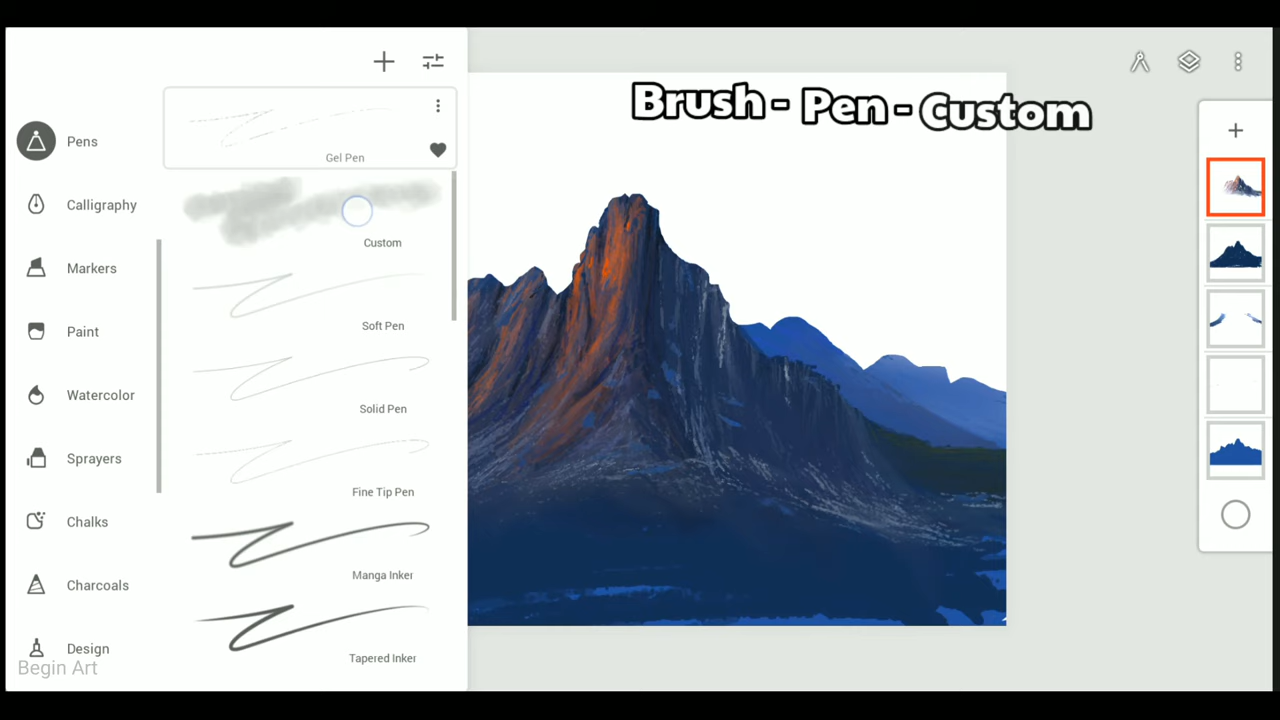 Brush - Pen - Custom
Pens
Calligraphy
Markers
Paint
Watercolor
Sprayers
Chalks
Charcoals
Design
Begin Art
Gel Pen
Custom
Soft Pen
Solid Pen
Fine Tip Pen
Manga Inker
Tapered Inker